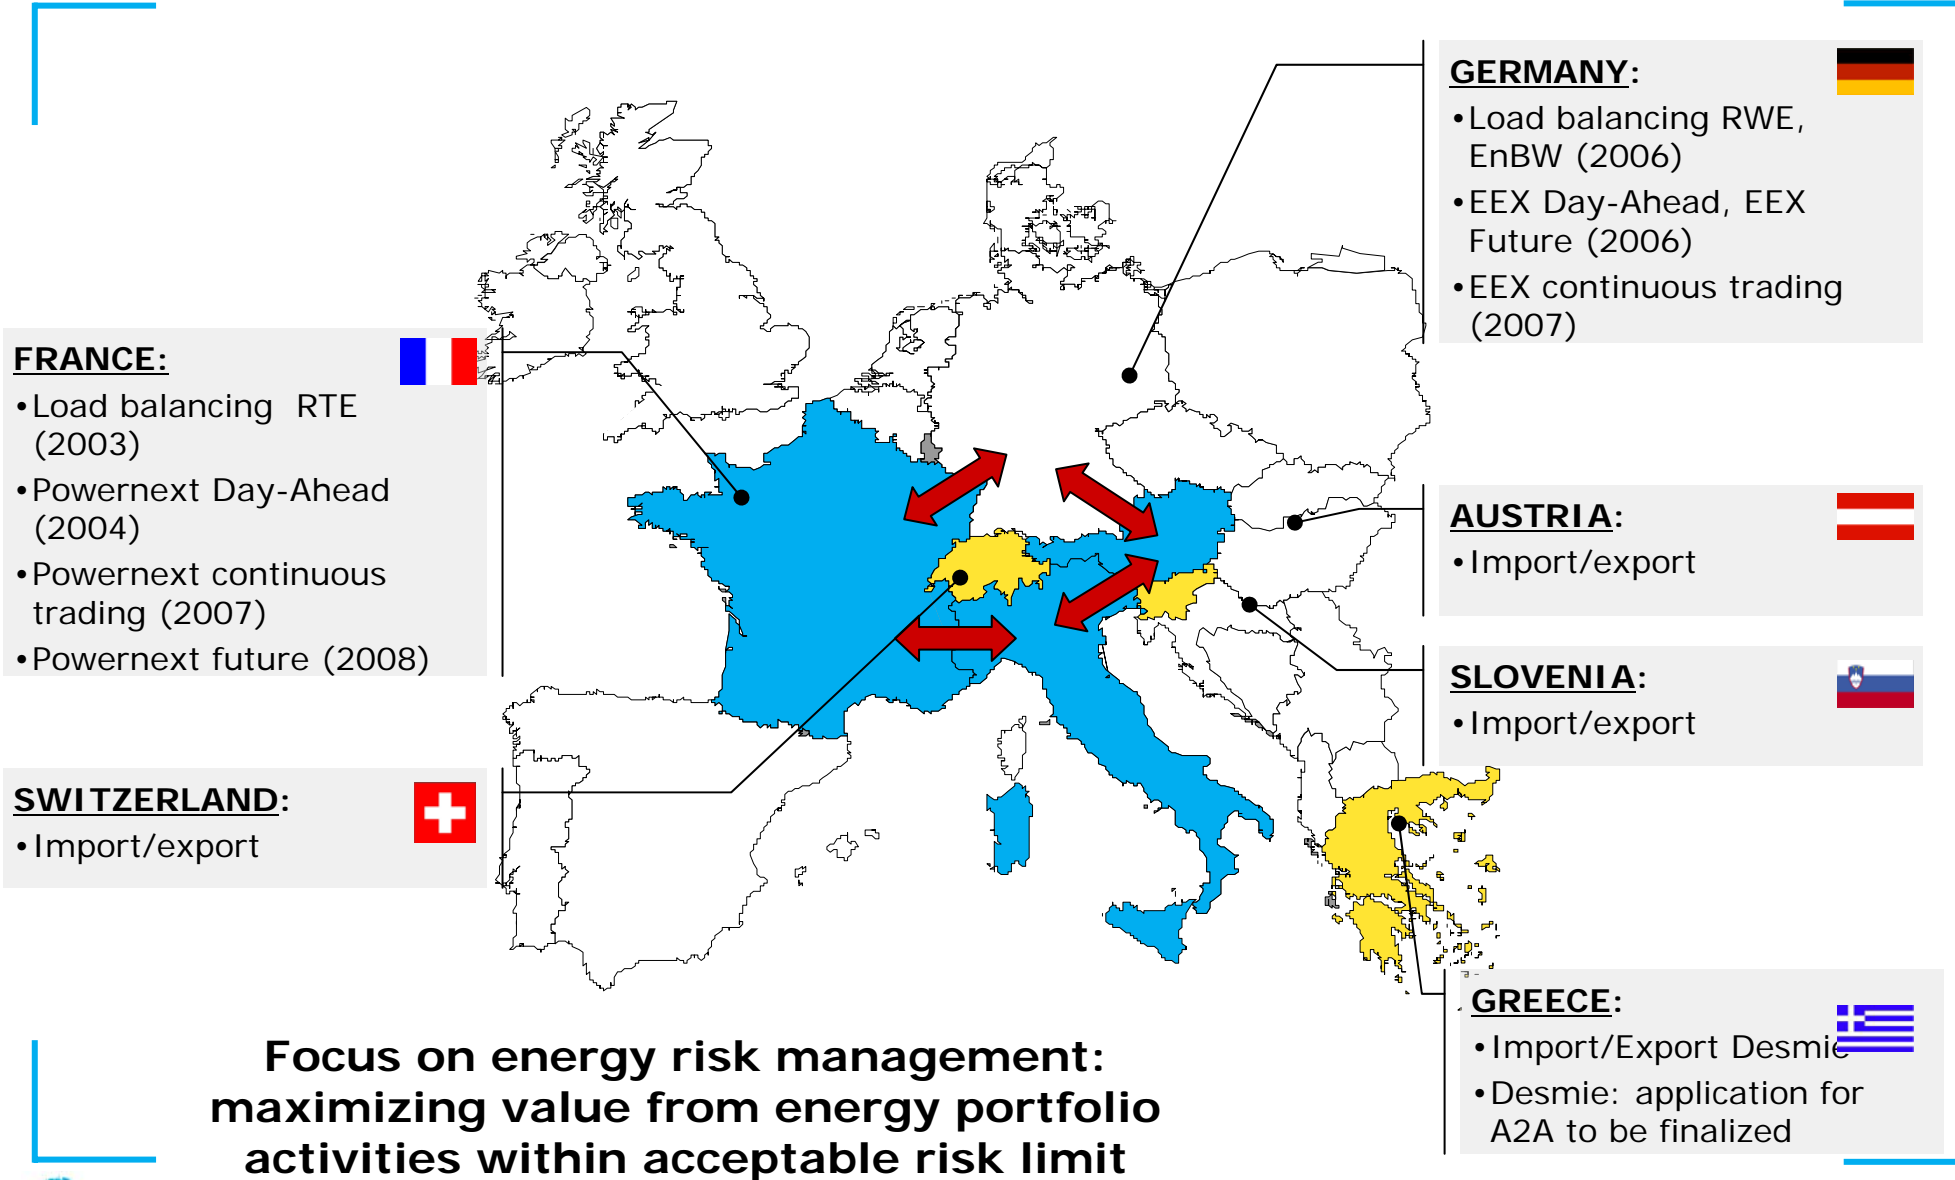 GERMANY:
•Load balancing RWE,
EnBW (2006)
•EEX Day-Ahead, EEX
Future (2006)
•EEX continuous trading
(2007)
FRANCE:
•Load balancing  RTE
(2003)
•Powernext Day-Ahead
(2004)
•Powernext continuous
trading (2007)
•Powernext future (2008)
AUSTRIA:
•Import/export
SLOVENIA:
•Import/export
SWITZERLAND:
•Import/export
GREECE:
•Import/Export Desmie
•Desmie: application for
A2A to be finalized
Focus on energy risk management:
maximizing value from energy portfolio
activities within acceptable risk limit